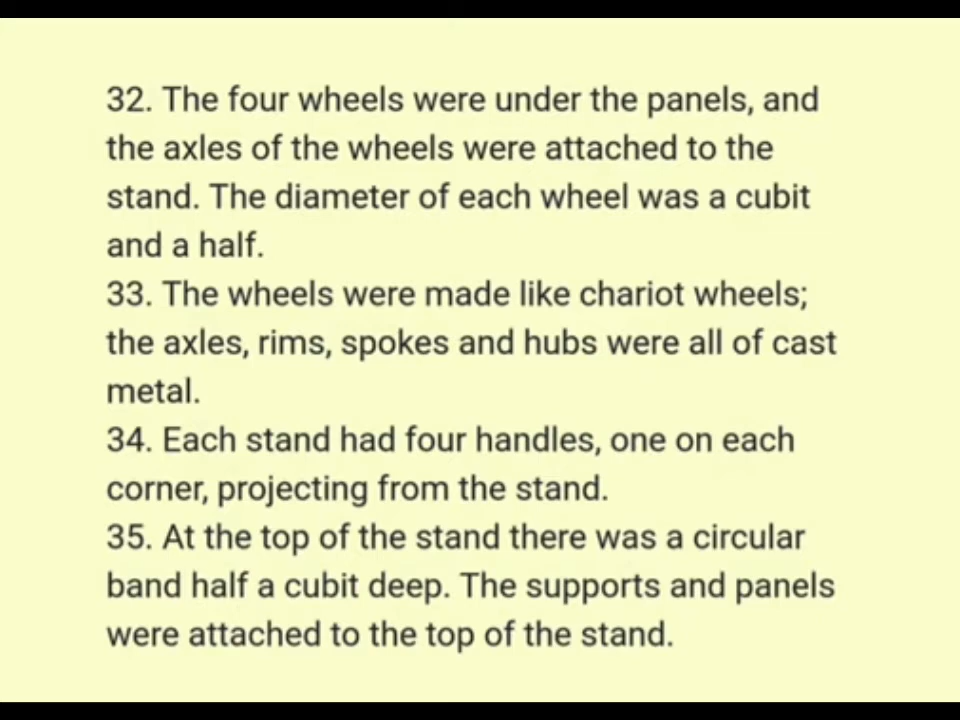 32. The four wheels were under the panels, and
the axles of the wheels were attached to the
stand. The diameter of each wheel was a cubit
and a half.
33. The wheels were made like chariot wheels;
the axles, rims, spokes and hubs were all of cast
metal.
34. Each stand had four handles, one on each
corner, projecting from the stand.
35. At the top of the stand there was a circular
band half a cubit deep. The supports and panels
were attached to the top of the stand.